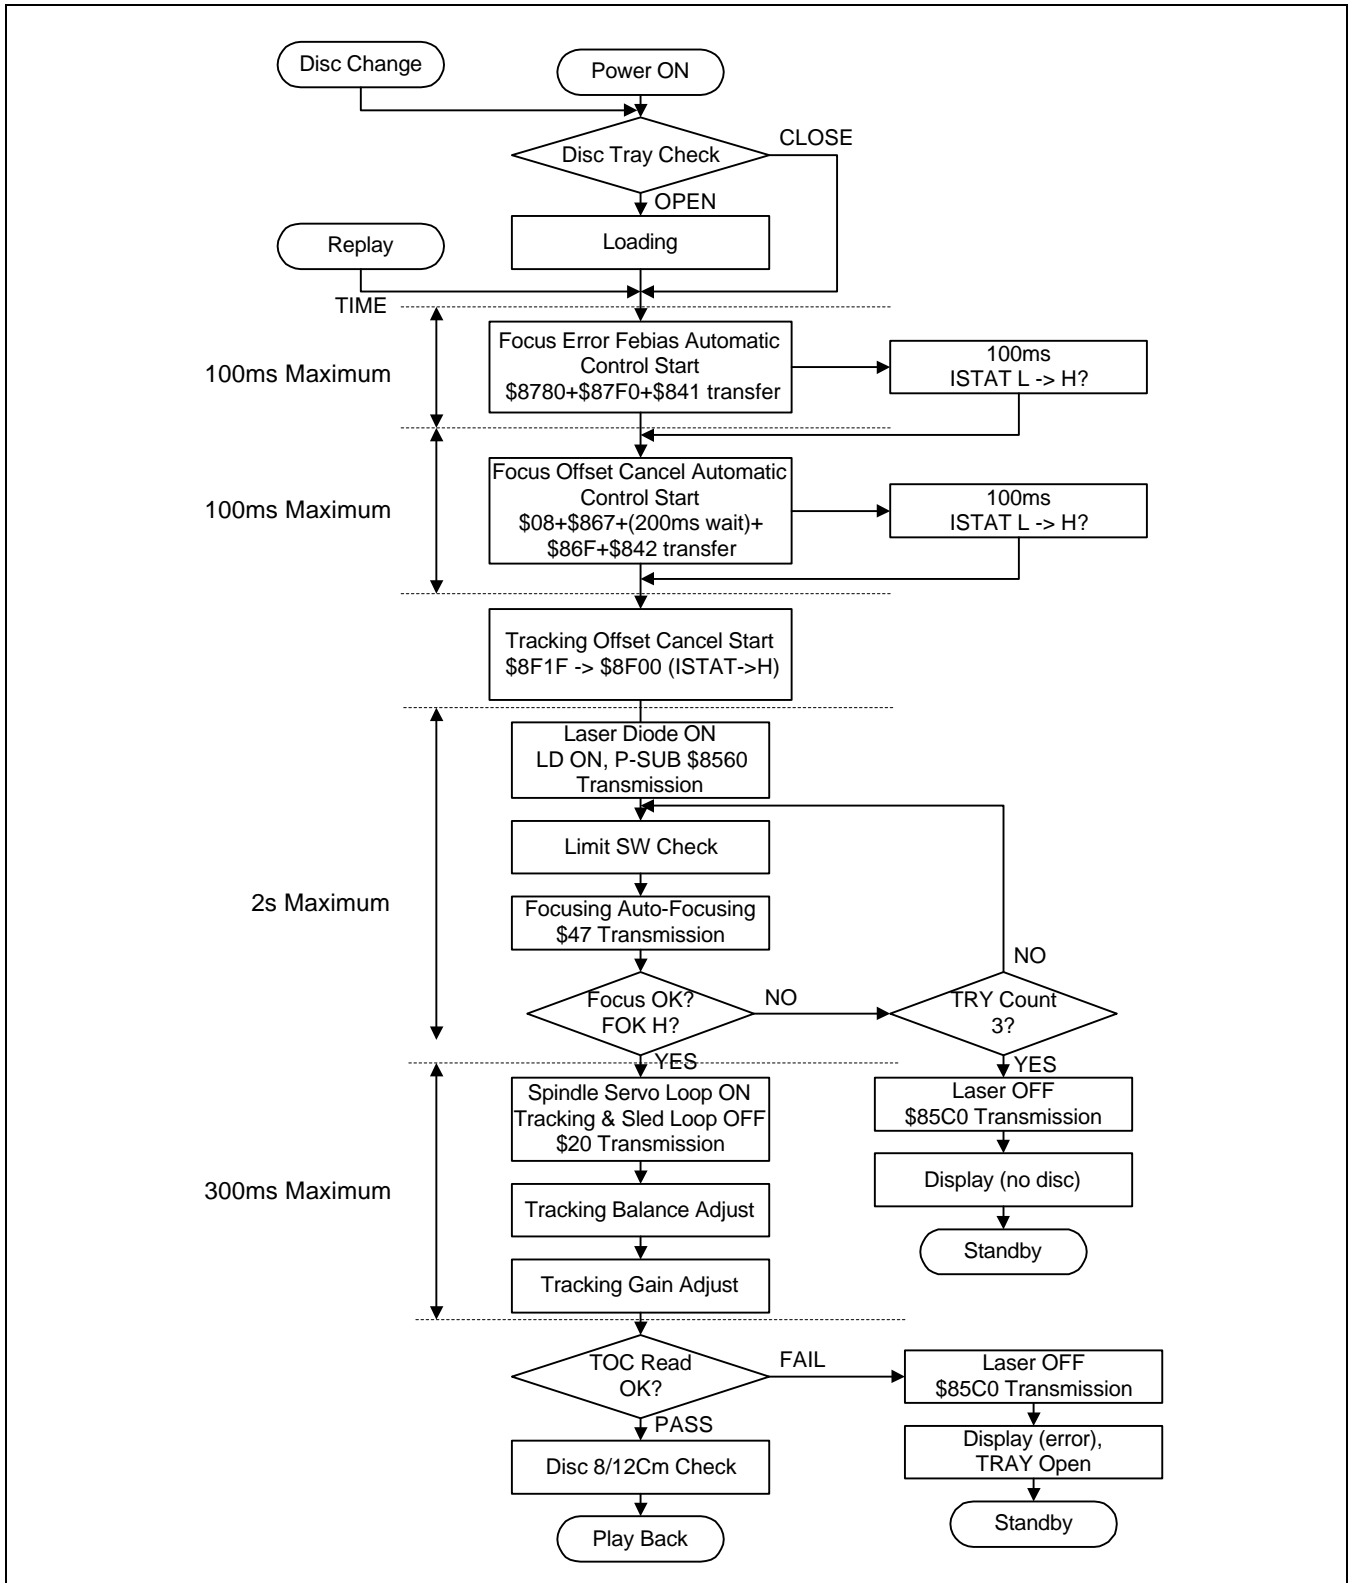 Disc Change
Power ON
CLOSE
Disc Tray Check
OPEN
Loading
Replay
TIME
100ms Maximum
Focus Error Febias Automatic
Control Start
$8780+$87F0+$841 transfer
100ms
ISTAT L -> H?
100ms Maximum
Focus Offset Cancel Automatic
Control Start
$08+$867+(200ms wait)+
$86F+$842 transfer
100ms
ISTAT L -> H?
Tracking Offset Cancel Start
$8F1F -> $8F00 (ISTAT->H)
2s Maximum
Laser Diode ON
LD ON, P-SUB $8560
Transmission
Limit SW Check
Focusing Auto-Focusing
$47 Transmission
Focus OK?
FOK H?
NO
TRY Count
3?
NO
YES
YES
300ms Maximum
Spindle Servo Loop ON
Tracking & Sled Loop OFF
$20 Transmission
Laser OFF
$85C0 Transmission
Display (no disc)
Standby
Tracking Balance Adjust
Tracking Gain Adjust
TOC Read
OK?
FAIL
PASS
Laser OFF
$85C0 Transmission
Display (error),
TRAY Open
Standby
Disc 8/12Cm Check
Play Back